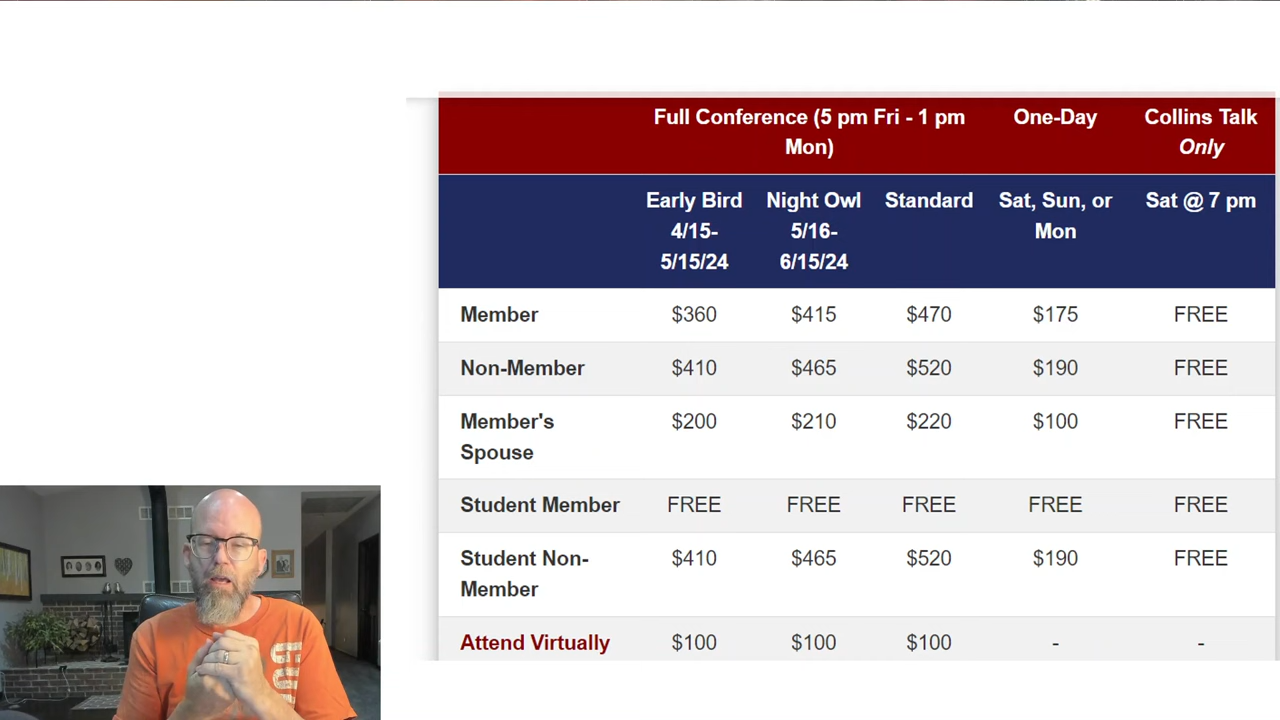 Full Conference (5 pm Fri - 1 pm Mon) One-Day Collins Talk Only
Early Bird 4/15-5/15/24 Night Owl 5/16-6/15/24 Standard Sat, Sun, or Mon Sat @ 7 pm
Member $360 $415 $470 $175 FREE
Non-Member $410 $465 $520 $190 FREE
Member's Spouse $200 $210 $220 $100 FREE
Student Member FREE FREE FREE FREE FREE
Student Non-Member $410 $465 $520 $190 FREE
Attend Virtually $100 $100 $100 - -